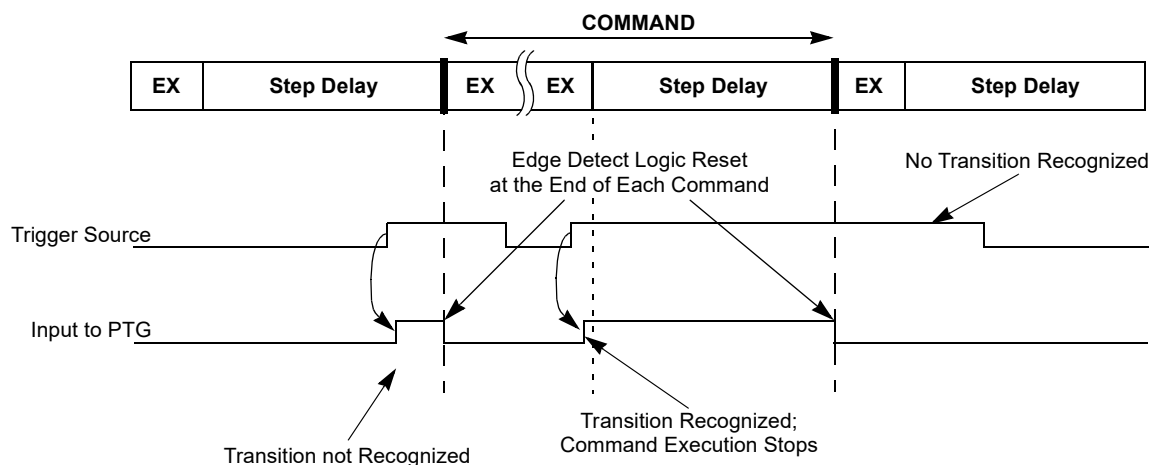 COMMAND
EX Step Delay EX EX Step Delay EX Step Delay
Edge Detect Logic Reset
at the End of Each Command
No Transition Recognized
Trigger Source
Input to PTG
Transition Recognized;
Command Execution Stops
Transition not Recognized